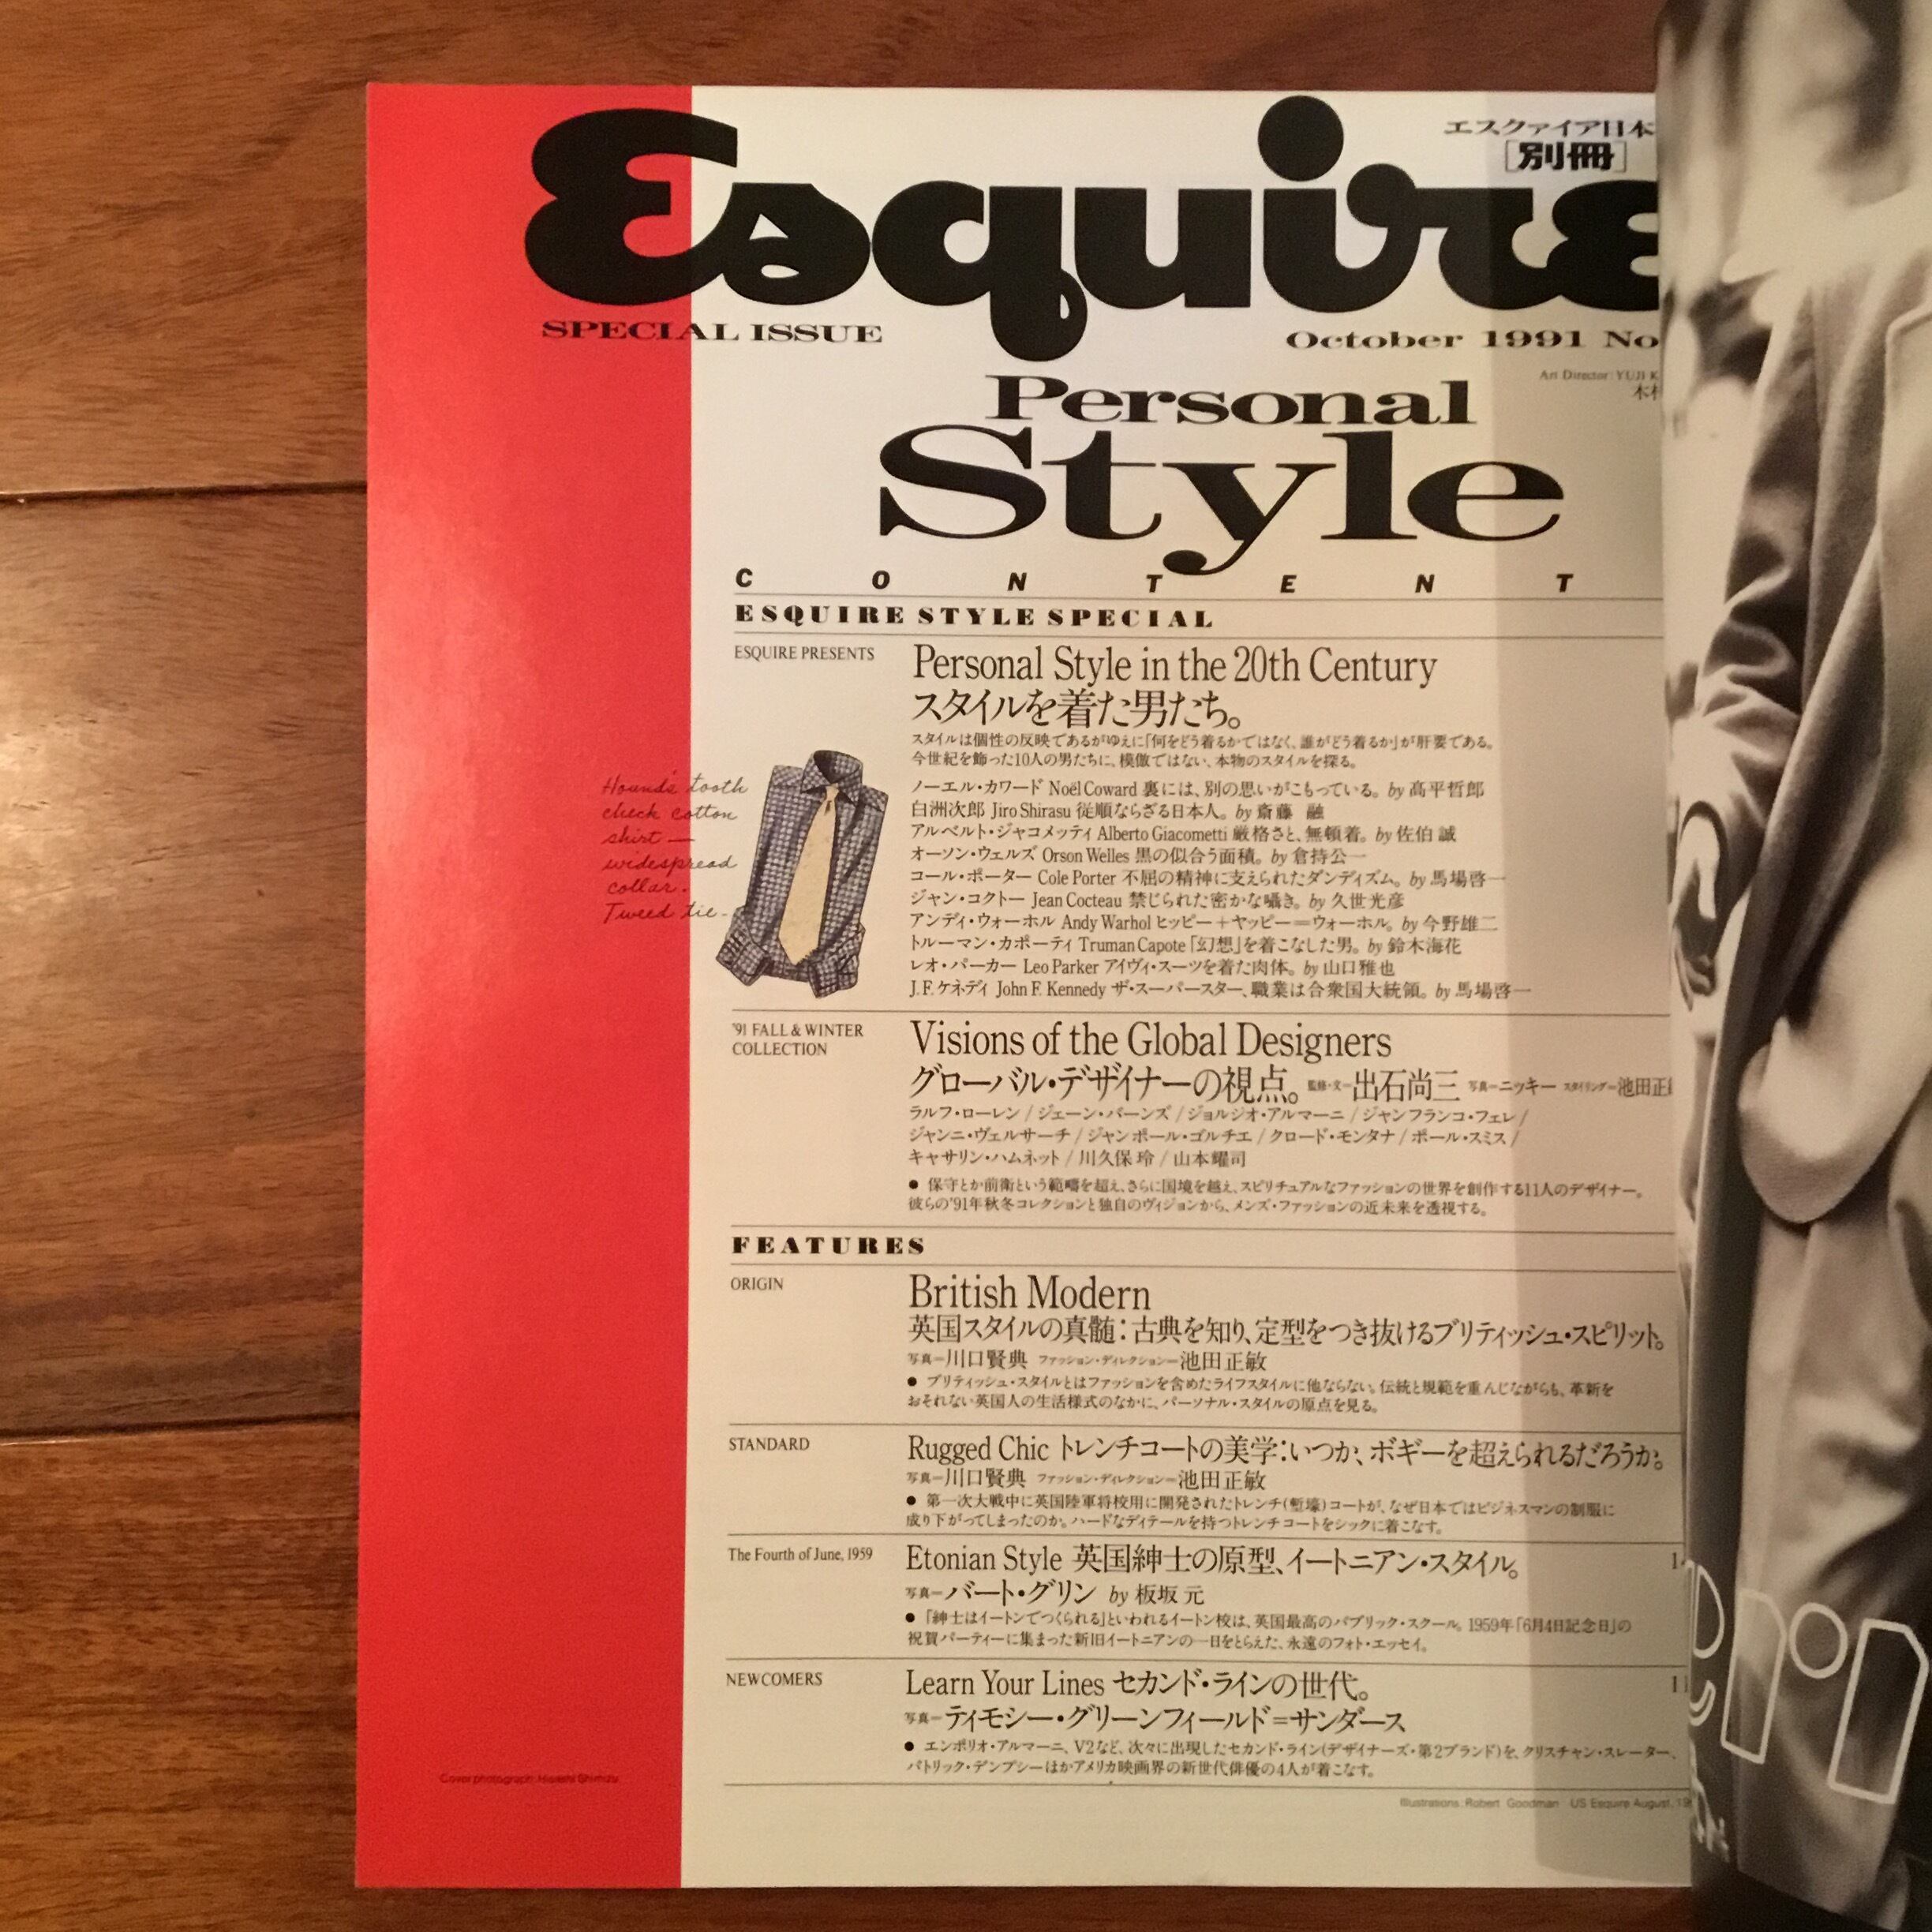 Esquire
エスクァイア日本
[別冊]
SPECIAL ISSUE
October 1991 No
Art Director: YUJI K
Personal
Style
C O N T E N T
ESQUIRE STYLE SPECIAL
ESQUIRE PRESENTS
Personal Style in the 20th Century
スタイルを着た男たち。
スタイルは個性の反映であるがゆえに「何をどう着るかではなく、誰がどう着るか」が肝要である。
今世紀を飾った10人の男たちに、模倣ではない、本物のスタイルを探る。
ノーエル・カワード Noël Coward 裏には、別の思いがこもっている。by 高平哲郎
白洲次郎 Jiro Shirasu 従順ならざる日本人。by 斎藤 融
アルベルト・ジャコメッティ Alberto Giacometti 厳格さと、無頓着。by 佐伯 誠
オーソン・ウェルズ Orson Welles 黒の似合う面積。by 倉持公一
コール・ポーター Cole Porter 不屈の精神に支えられたダンディズム。by 馬場啓一
ジャン・コクトー Jean Cocteau 禁じられた密かな囁き。by 久世光彦
アンディ・ウォーホル Andy Warhol ヒッピー+ヤッピー=ウォーホル。by 今野雄二
トルーマン・カポーティ Truman Capote 「幻想」を着こなした男。by 鈴木海花
レオ・パーカー Leo Parker アイヴィ・スーツを着た肉体。by 山口雅也
J.F.ケネディ John F. Kennedy ザ・スーパースター、職業は合衆国大統領。by 馬場啓一
Hound's tooth
check cotton
shirt —
widespread
collar.
Tweed tie.
'91 FALL & WINTER
COLLECTION
Visions of the Global Designers
グローバル・デザイナーの視点。監修・文=出石尚三 写真=ニッキー スタイリング=池田正
ラルフ・ローレン / ジェーン・バーンズ / ジョルジオ・アルマーニ / ジャンフランコ・フェレ /
ジャンニ・ヴェルサーチ / ジャンポール・ゴルチエ / クロード・モンタナ / ポール・スミス /
キャサリン・ハムネット / 川久保 玲 / 山本耀司
● 保守とか前衛という範疇を超え、さらに国境を越え、スピリチュアルなファッションの世界を創作する11人のデザイナー。
彼らの'91年秋冬コレクションと独自のヴィジョンから、メンズ・ファッションの近未来を透視する。
FEATURES
ORIGIN
British Modern
英国スタイルの真髄：古典を知り、定型をつき抜けるブリティッシュ・スピリット。
写真=川口賢典 ファッション・ディレクション=池田正敏
● ブリティッシュ・スタイルとはファッションを含めたライフスタイルに他ならない。伝統と規範を重んじながらも、革新を
おそれない英国人の生活様式のなかに、パーソナル・スタイルの原点を見る。
STANDARD
Rugged Chic トレンチコートの美学：いつか、ボギーを超えられるだろうか。
写真=川口賢典 ファッション・ディレクション=池田正敏
● 第一次大戦中に英国陸軍将校用に開発されたトレンチ(塹壕)コートが、なぜ日本ではビジネスマンの制服に
成り下がってしまったのか。ハードなディテールを持つトレンチコートをシックに着こなす。
The Fourth of June, 1959
Etonian Style 英国紳士の原型、イートニアン・スタイル。
写真=バート・グリン by 板坂 元
● 「紳士はイートンでつくられる」といわれるイートン校は、英国最高のパブリック・スクール。1959年「6月4日記念日」の
祝賀パーティーに集まった新旧イートニアンの一日をとらえた、永遠のフォト・エッセイ。
NEWCOMERS
Learn Your Lines セカンド・ラインの世代。
写真=ティモシー・グリーンフィールド=サンダース
● エンポリオ・アルマーニ、V2など、次々に出現したセカンド・ライン(デザイナーズ・第2ブランド)を、クリスチャン・スレーター、
パトリック・デンプシーほかアメリカ映画界の新世代俳優の4人が着こなす。
Cover photograph: Hisashi Shimizu
Illustrations: Robert Goodman US Esquire August, 19